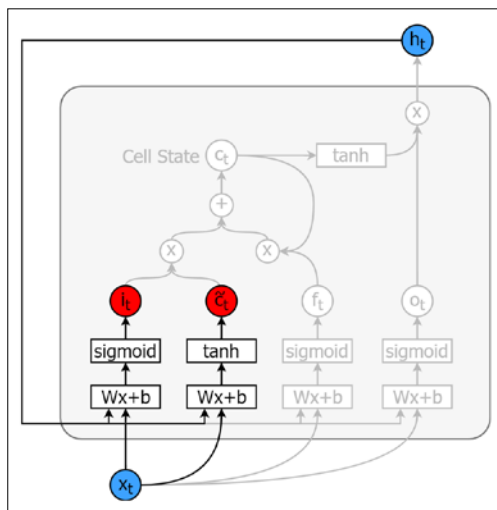 hₜ
x
Cell State cₜ tanh
+
x x
iₜ c̃ₜ fₜ oₜ
sigmoid tanh sigmoid sigmoid
Wx+b Wx+b Wx+b Wx+b
xₜ